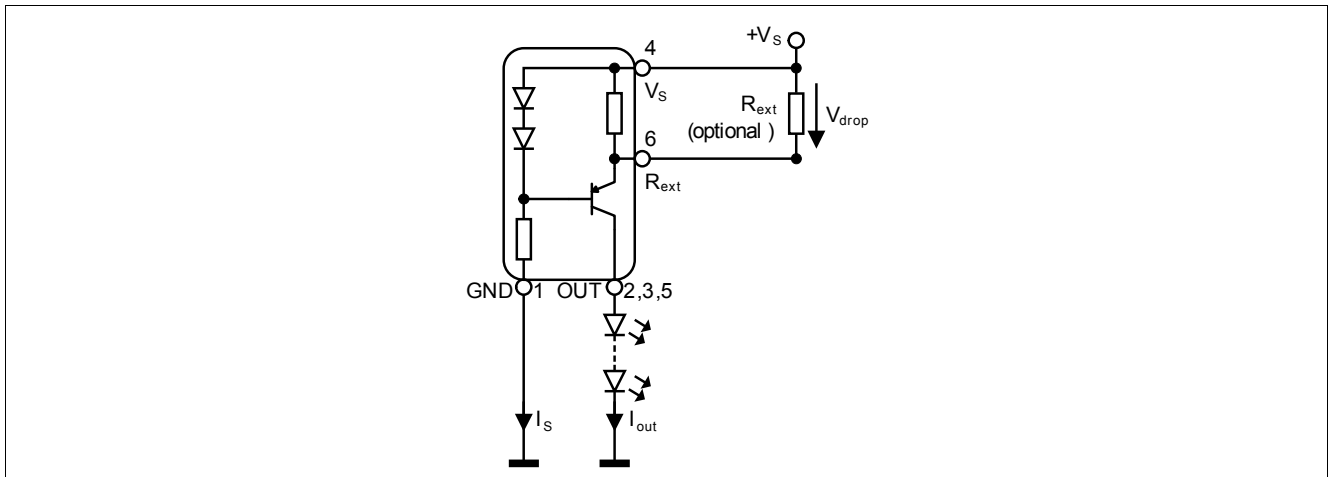 +VS
4
VS
Rext
(optional )
Vdrop
6
Rext
GND 1 OUT 2,3,5
IS
Iout